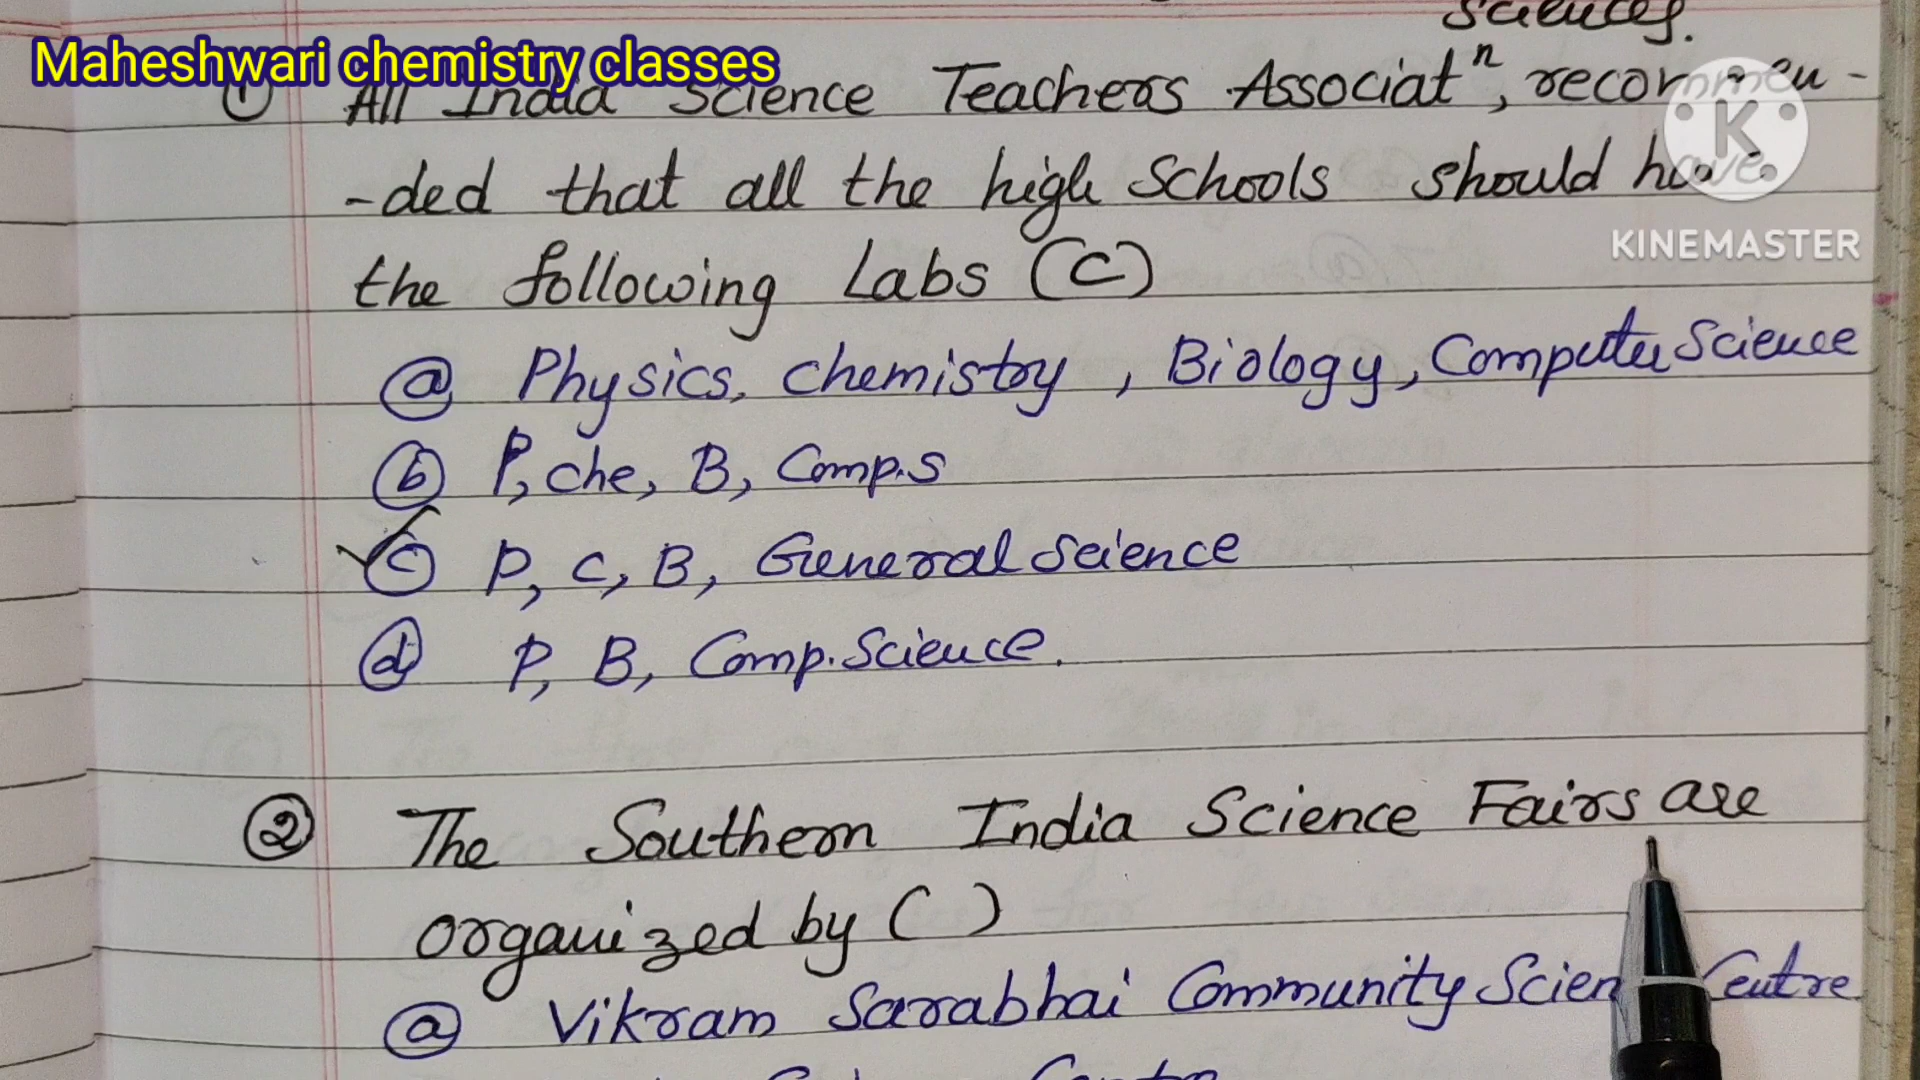 Sciences.
Maheshwari chemistry classes
① All India Science Teachers Associatⁿ, recommen-
-ded that all the high Schools should have
the following Labs (C)
K
KINEMASTER
ⓐ Physics, chemistry, Biology, Computer Science
ⓑ P, che, B, Comp.S
ⓒ P, C, B, General Science
ⓓ P, B, Comp. Science.
② The Southern India Science Fairs are
organized by ( )
ⓐ Vikram Sarabhai Community Scien Centre